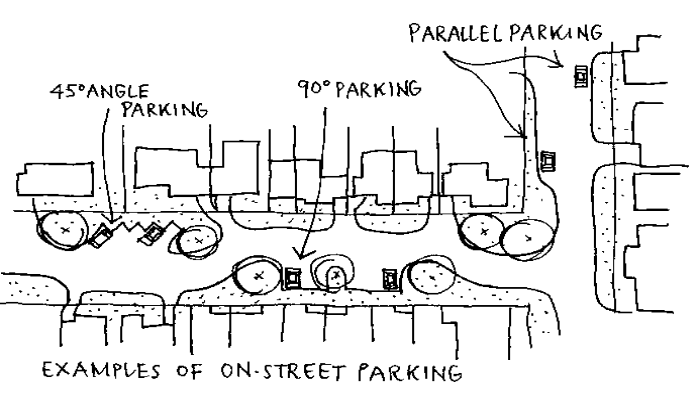 PARALLEL PARKING
45° ANGLE
PARKING
90° PARKING
EXAMPLES OF ON-STREET PARKING